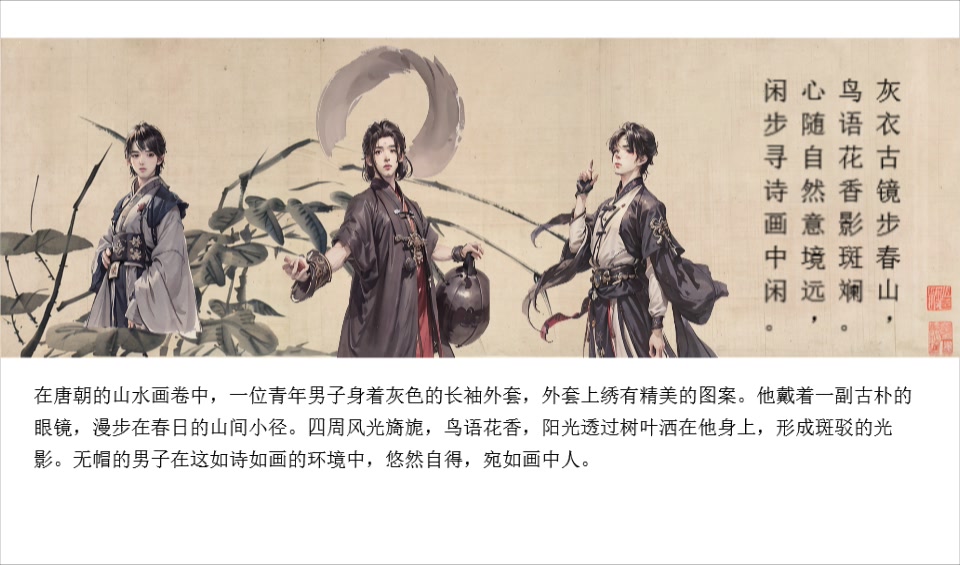 灰衣古镜步春山，
鸟语花香影斑斓。
心随自然意境远，
闲步寻诗画中闲。
在唐朝的山水画卷中，一位青年男子身着灰色的长袖外套，外套上绣有精美的图案。他戴着一副古朴的
眼镜，漫步在春日的山间小径。四周风光旖旎，鸟语花香，阳光透过树叶洒在他身上，形成斑驳的光
影。无帽的男子在这如诗如画的环境中，悠然自得，宛如画中人。